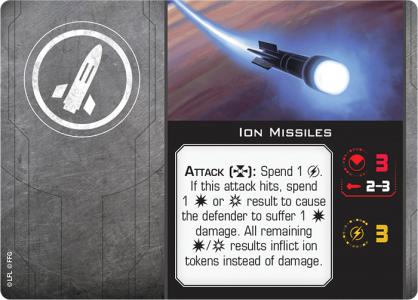 Ion Missiles
Attack (): Spend 1 .
If this attack hits, spend
1 or result to cause
the defender to suffer 1
damage. All remaining
/ results inflict ion
tokens instead of damage.
3
2–3
3
© LFL © FFG